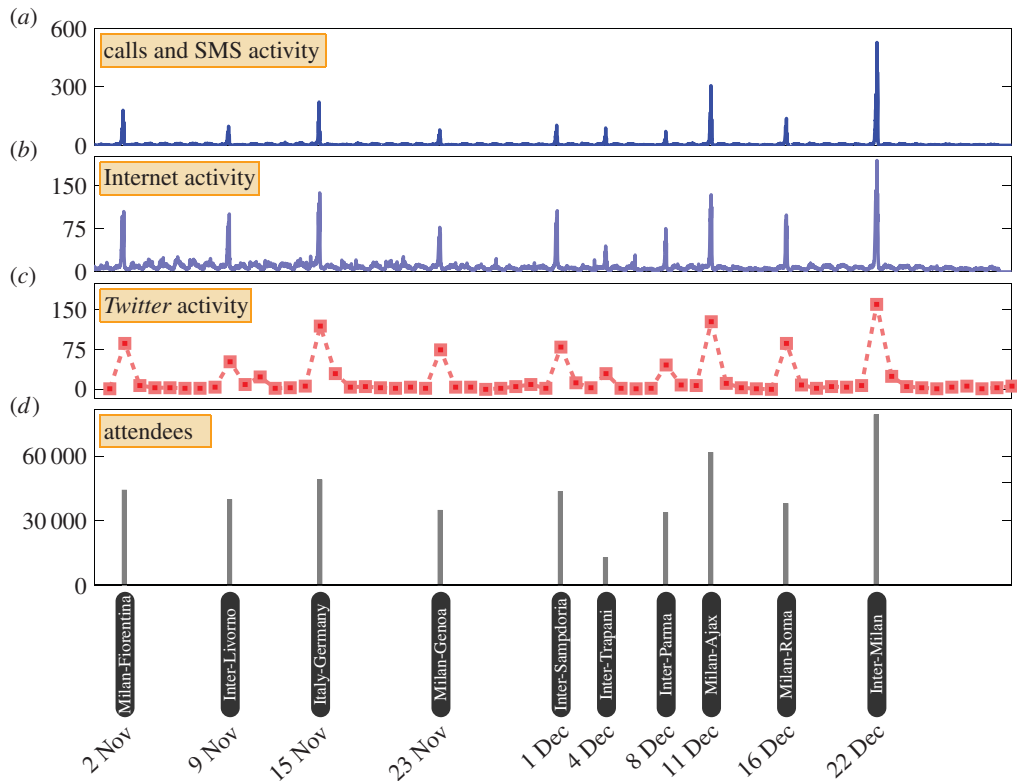 (a)
600
calls and SMS activity
300
0
(b)
Internet activity
150
75
0
(c)
Twitter activity
150
75
0
(d)
attendees
60 000
30 000
0
Milan-Fiorentina
Inter-Livorno
Italy-Germany
Milan-Genoa
Inter-Sampdoria
Inter-Trapani
Inter-Parma
Milan-Ajax
Milan-Roma
Inter-Milan
2 Nov
9 Nov
15 Nov
23 Nov
1 Dec
4 Dec
8 Dec
11 Dec
16 Dec
22 Dec